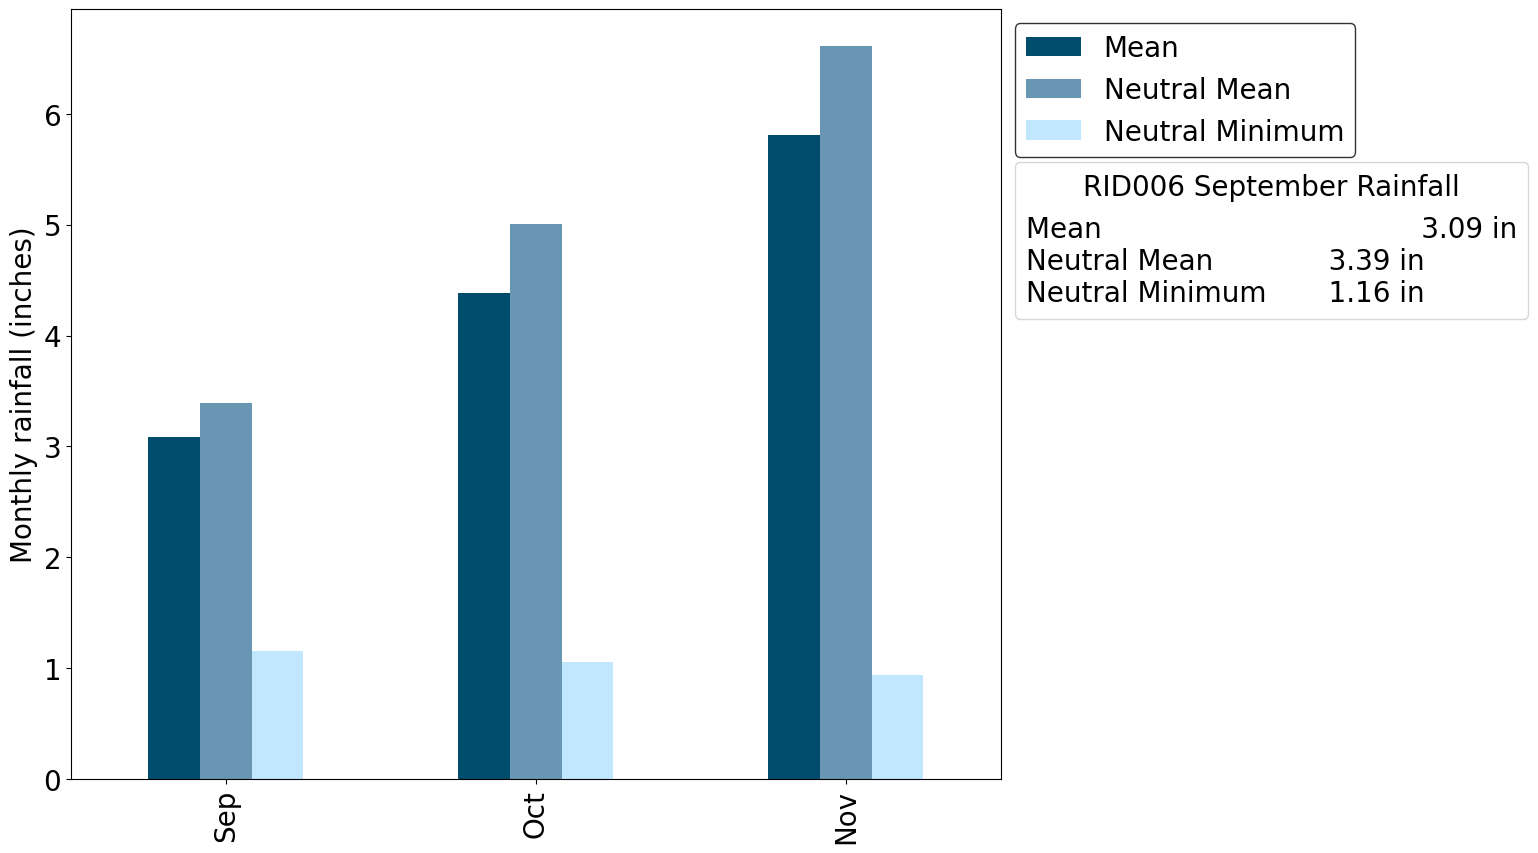 Monthly rainfall (inches)
6
5
4
3
2
1
0
Sep
Oct
Nov
Mean
Neutral Mean
Neutral Minimum
RID006 September Rainfall
Mean 3.09 in
Neutral Mean 3.39 in
Neutral Minimum 1.16 in